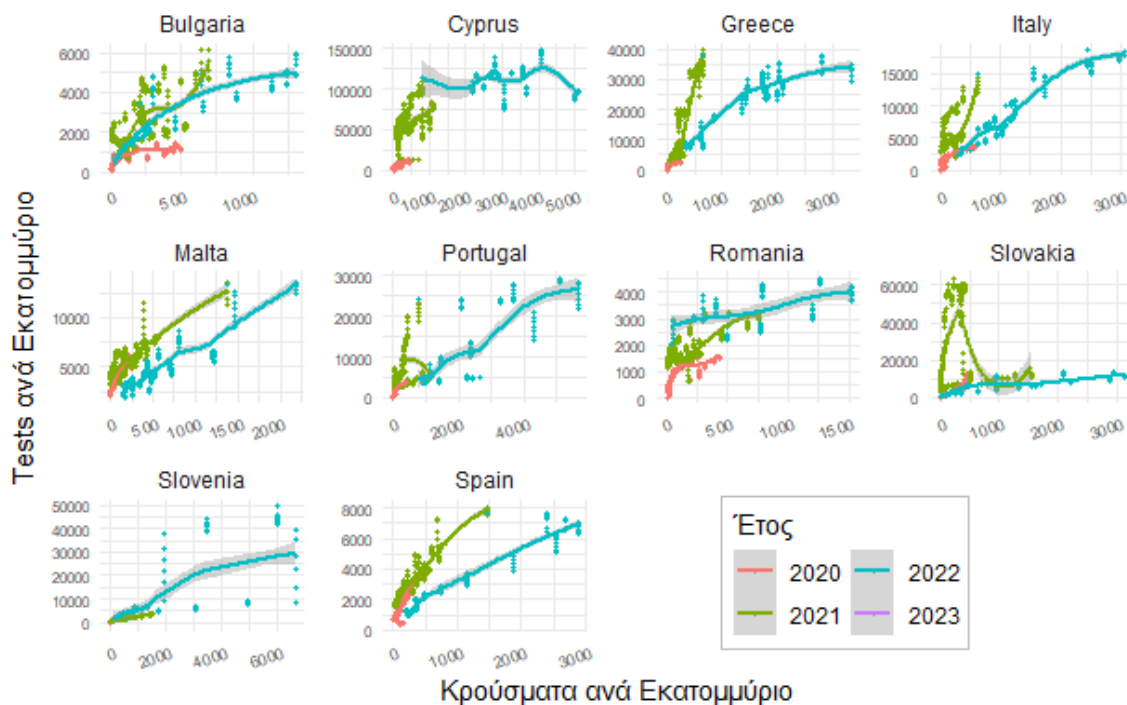 Bulgaria Cyprus Greece Italy
6000 4000 2000 0
150000 100000 50000 0
40000 30000 20000 10000 0
15000 10000 5000 0
0 500 1000
0 1000 2000 3000 4000 5000
0 1000 2000 3000
0 1000 2000 3000
Malta Portugal Romania Slovakia
10000 5000
30000 20000 10000 0
4000 3000 2000 1000 0
60000 40000 20000 0
0 500 1000 1500 2000
0 2000 4000
0 500 1000 1500
0 1000 2000 3000
Slovenia Spain
50000 40000 30000 20000 10000 0
8000 6000 4000 2000 0
0 2000 4000 6000
0 1000 2000 3000
Tests ανά Εκατομμύριο
Κρούσματα ανά Εκατομμύριο
Έτος
2020 2022
2021 2023